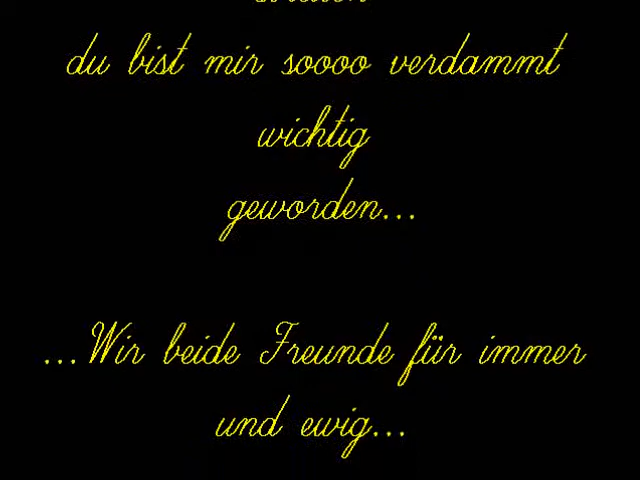 du bist mir soooo verdammt
wichtig
geworden...
...Wir beide Freunde für immer
und ewig...